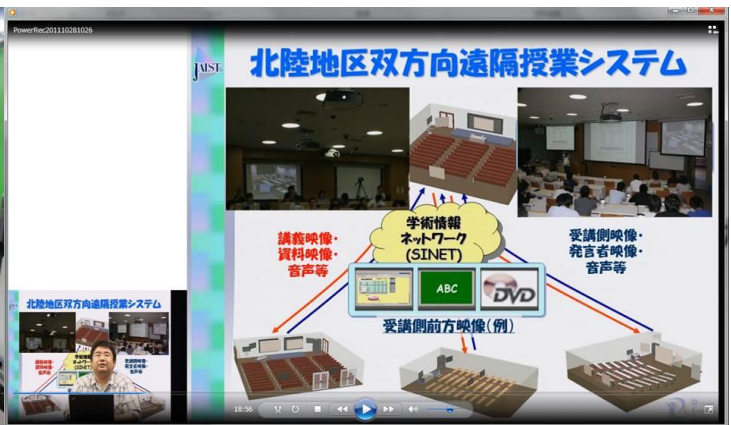 PowerRec201110281026
JAIST
北陸地区双方向遠隔授業システム
学術情報
ネットワーク
(SINET)
講義映像・
資料映像・
音声等
受講側映像・
発言者映像・
音声等
ABC
DVD
受講側前方映像(例)
北陸地区双方向遠隔授業システム
18:56